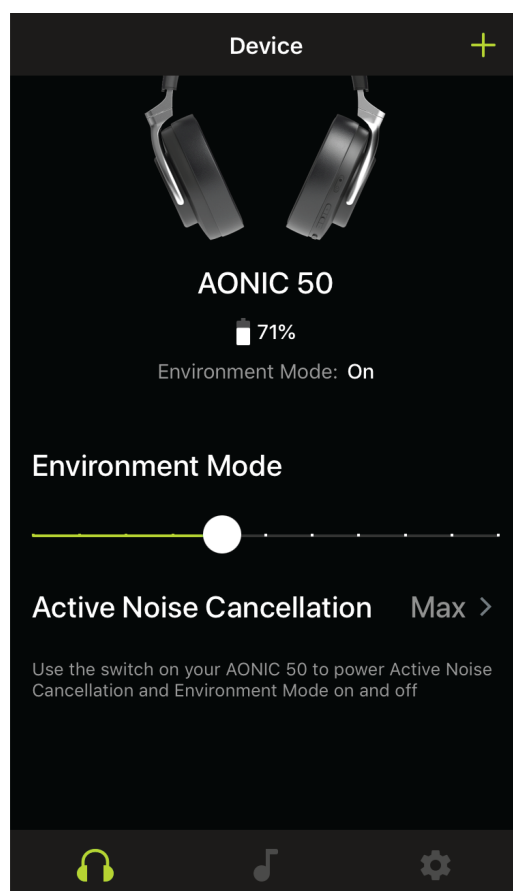 Device
AONIC 50
71%
Environment Mode: On
Environment Mode
Active Noise Cancellation Max >
Use the switch on your AONIC 50 to power Active Noise
Cancellation and Environment Mode on and off